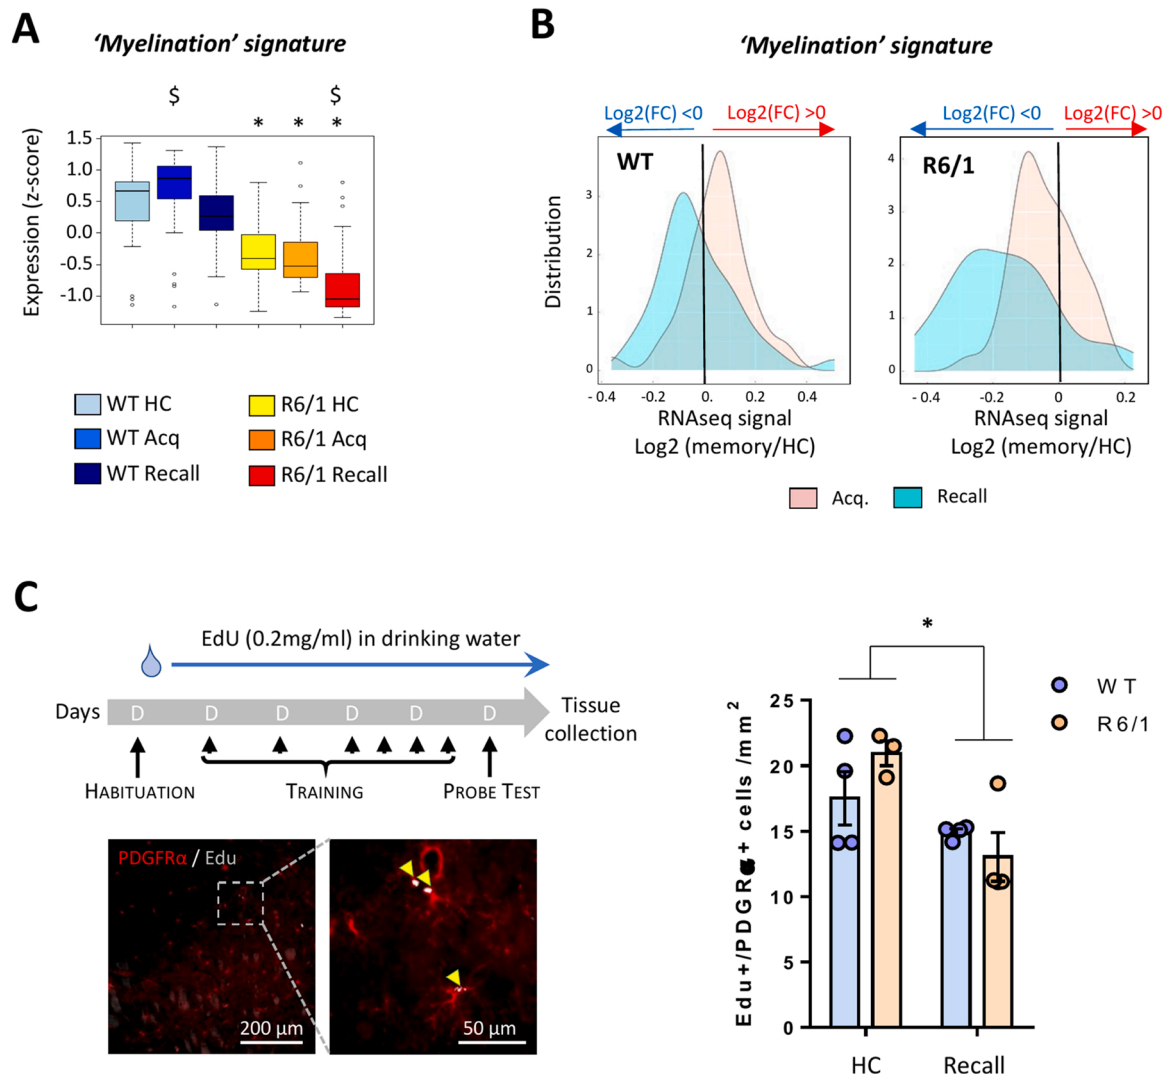 A
'Myelination' signature
$ $
* * *
Expression (z-score)
1.5
1.0
0.5
0.0
-0.5
-1.0
WT HC
WT Acq
WT Recall
R6/1 HC
R6/1 Acq
R6/1 Recall
B
'Myelination' signature
Log2(FC) <0 Log2(FC) >0
WT
Distribution
3
2
1
0
- 0.4 -0.2 0 0.2 0.4
RNAseq signal
Log2 (memory/HC)
Log2(FC) <0 Log2(FC) >0
R6/1
4
3
2
1
0
- 0.4 -0.2 0. 0.2
RNAseq signal
Log2 (memory/HC)
Acq. Recall
C
EdU (0.2mg/ml) in drinking water
Days D D D D D D
Tissue
collection
HABITUATION TRAINING PROBE TEST
PDGFRα / Edu
200 µm
50 µm
*
WT
R6/1
Edu+/PDGRα+ cells /mm2
25
20
15
10
5
0
HC Recall